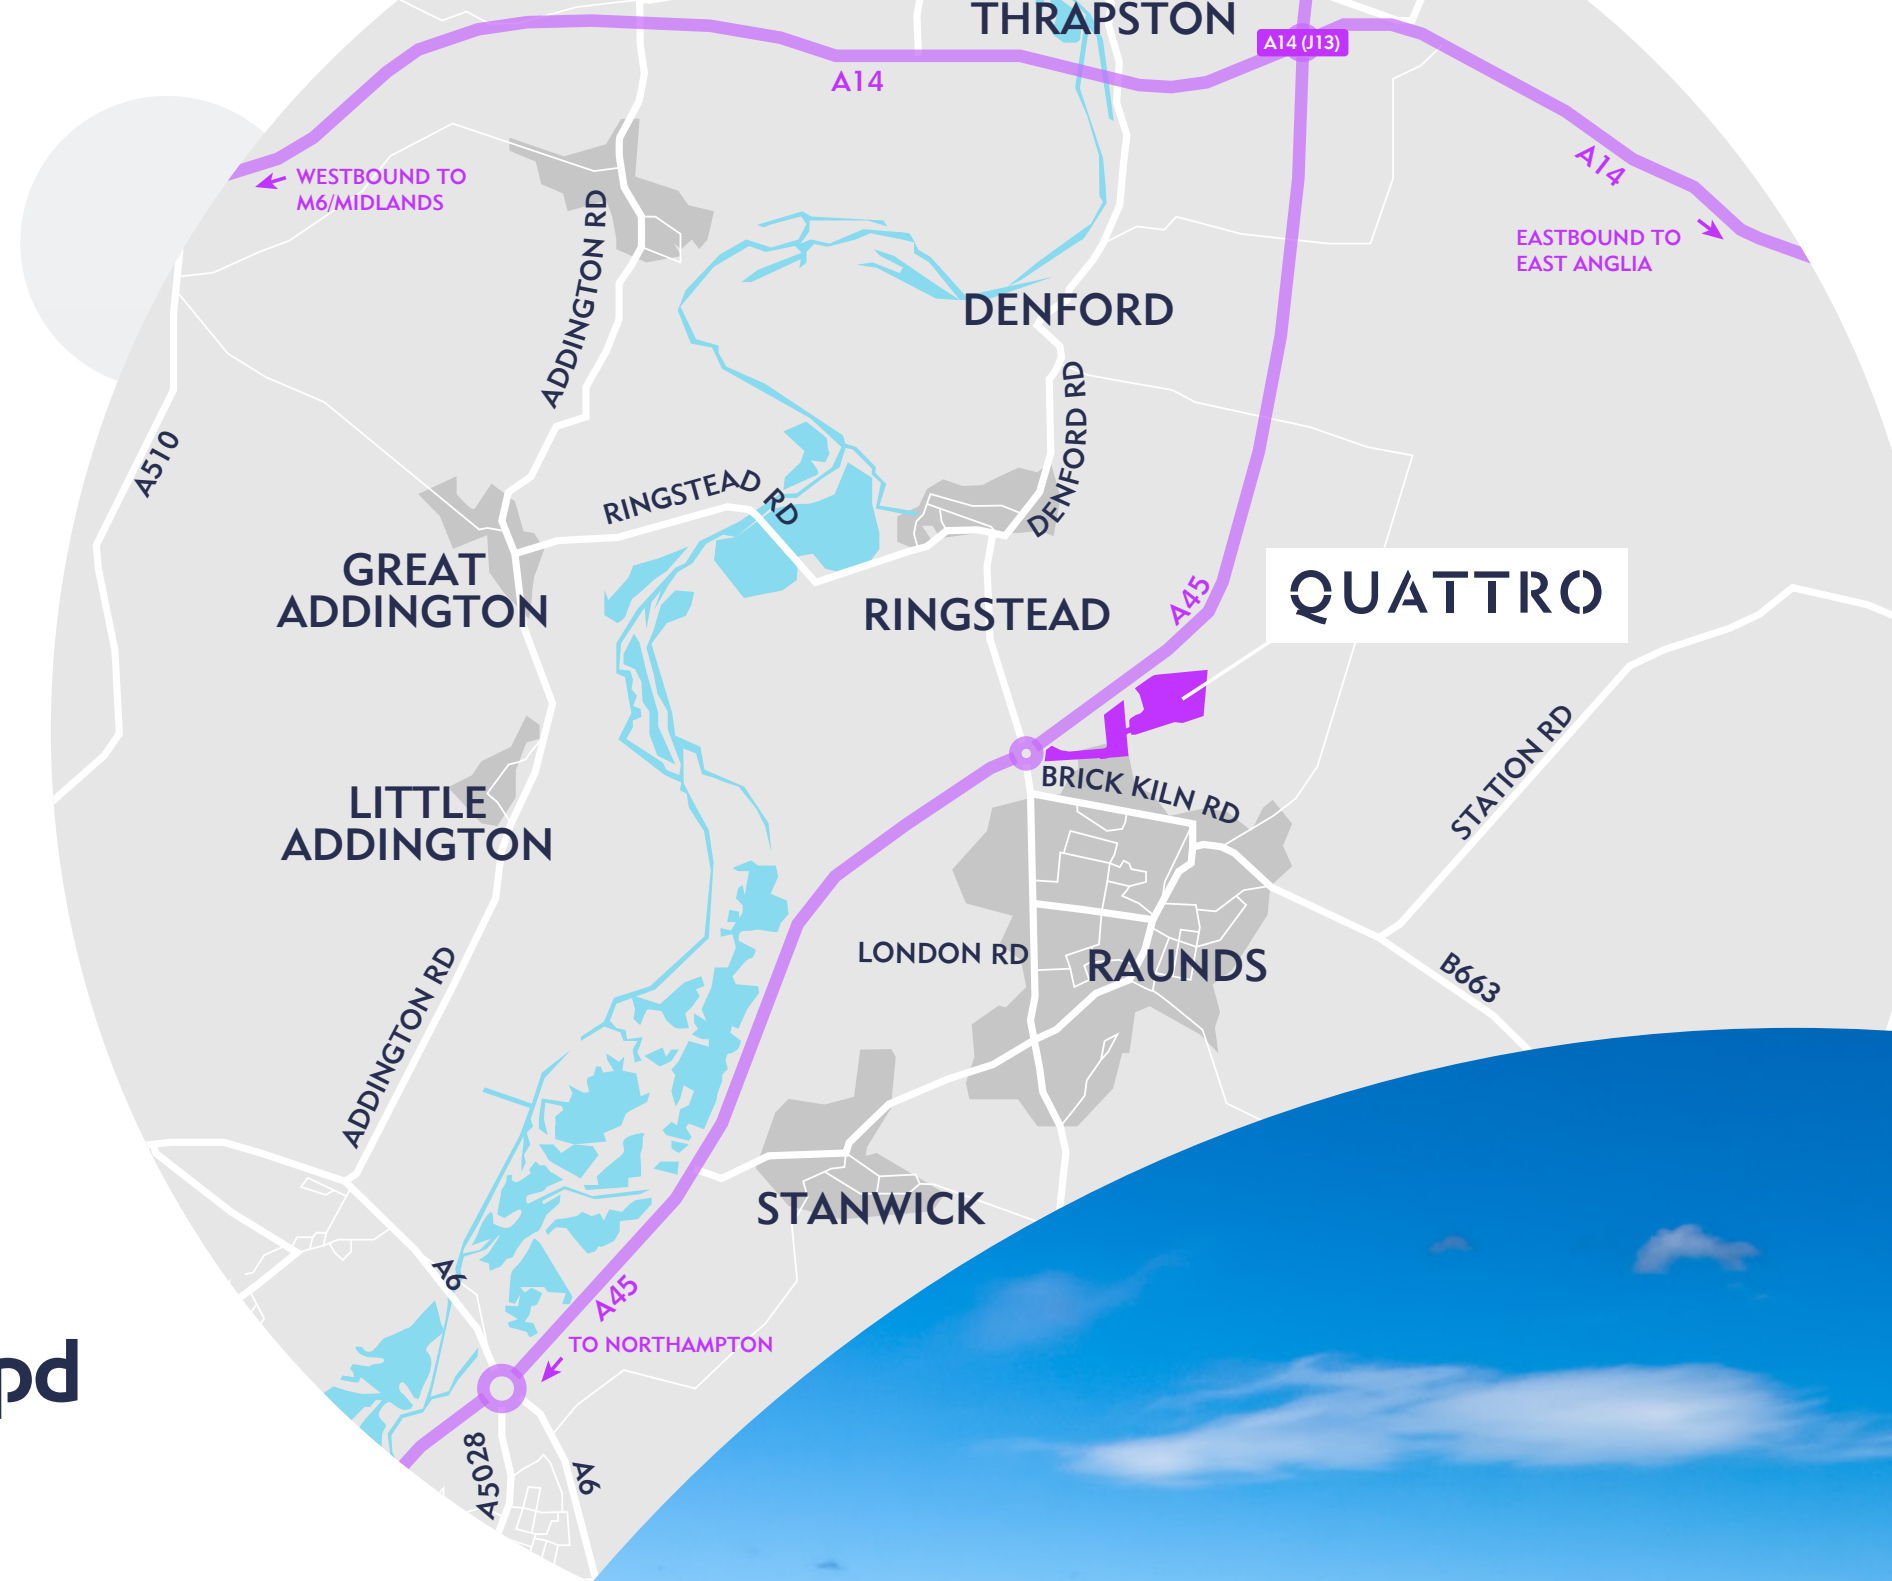 THRAPSTON
A14 (J13)
A14
A14
WESTBOUND TO
M6/MIDLANDS
EASTBOUND TO
EAST ANGLIA
ADDINGTON RD
DENFORD
DENFORD RD
A510
RINGSTEAD RD
GREAT
ADDINGTON
RINGSTEAD
A45
QUATTRO
STATION RD
BRICK KILN RD
LITTLE
ADDINGTON
LONDON RD
RAUNDS
B663
ADDINGTON RD
STANWICK
A6
A45
TO NORTHAMPTON
pd
A5028
A6